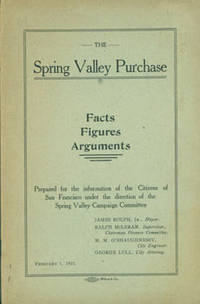 THE
Spring Valley Purchase
Facts
Figures
Arguments
Prepared for the information of the Citizens of
San Francisco under the direction of the
Spring Valley Campaign Committee
JAMES ROLPH, Jr., Mayor
RALPH McLERAN, Supervisor,
Chairman Finance Committee,
M. M. O'SHAUGHNESSY,
City Engineer
GEORGE LULL, City Attorney.
FEBRUARY 1, 1921.